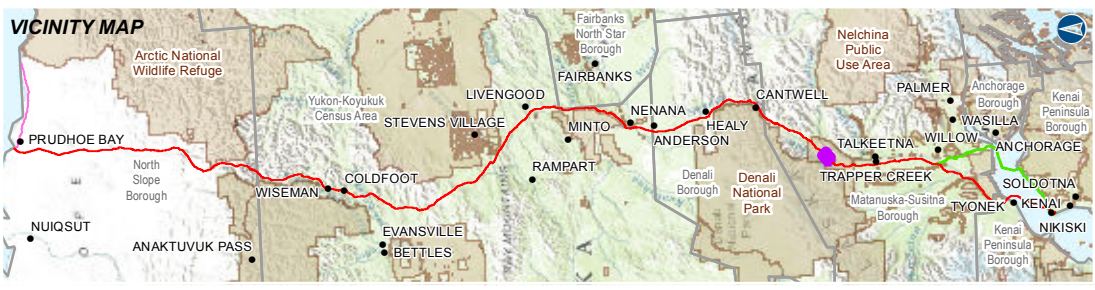 VICINITY MAP
Arctic National
Wildlife Refuge
Fairbanks
North Star
Borough
FAIRBANKS
Nelchina
Public
Use Area
PALMER
Anchorage
Borough
Kenai
Peninsula
Borough
Yukon-Koyukuk
Census Area
LIVENGOOD
STEVENS VILLAGE
MINTO
NENANA
CANTWELL
HEALY
ANDERSON
WASILLA
WILLOW
ANCHORAGE
TALKEETNA
PRUDHOE BAY
North
Slope
Borough
WISEMAN
COLDFOOT
RAMPART
Denali
Borough
Denali
National
Park
TRAPPER CREEK
Matanuska-Susitna
Borough
SOLDOTNA
TYONEK
KENAI
NIKISKI
Kenai
Peninsula
Borough
NUIQSUT
ANAKTUVUK PASS
EVANSVILLE
BETTLES
K A